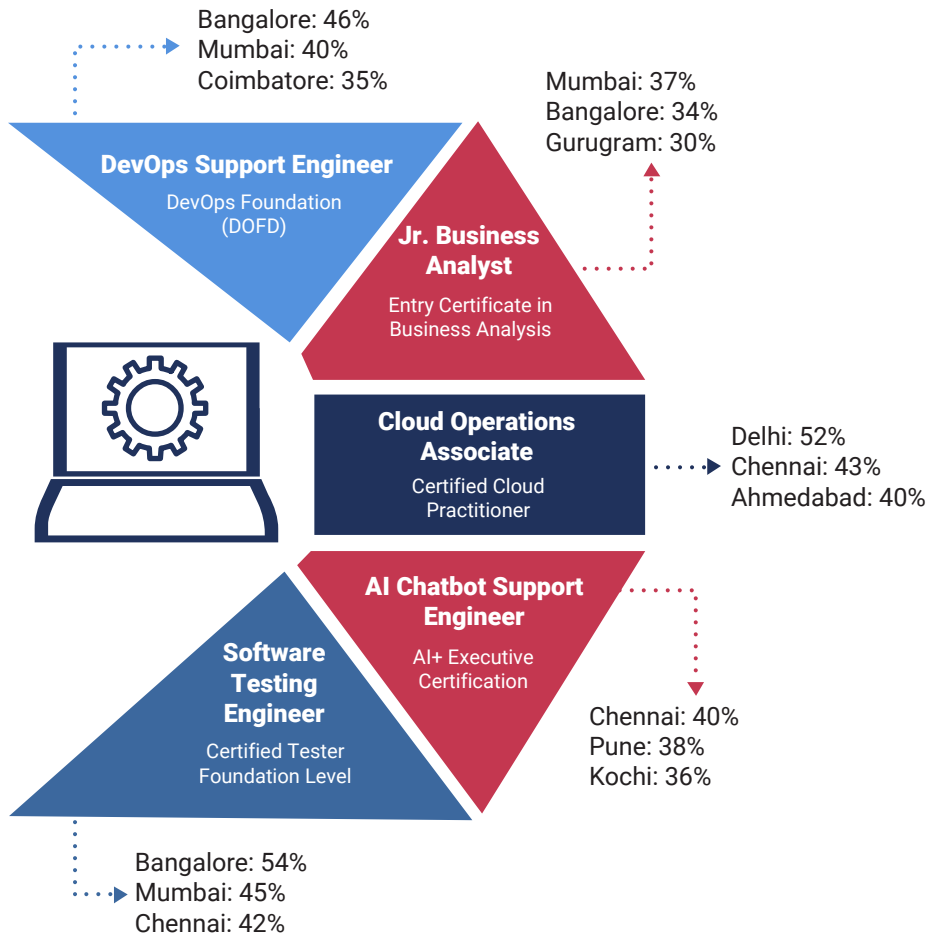 Bangalore: 46%
Mumbai: 40%
Coimbatore: 35%
DevOps Support Engineer
DevOps Foundation
(DOFD)
Mumbai: 37%
Bangalore: 34%
Gurugram: 30%
Jr. Business
Analyst
Entry Certificate in
Business Analysis
Cloud Operations
Associate
Certified Cloud
Practitioner
Delhi: 52%
Chennai: 43%
Ahmedabad: 40%
AI Chatbot Support
Engineer
AI+ Executive
Certification
Chennai: 40%
Pune: 38%
Kochi: 36%
Software
Testing
Engineer
Certified Tester
Foundation Level
Bangalore: 54%
Mumbai: 45%
Chennai: 42%